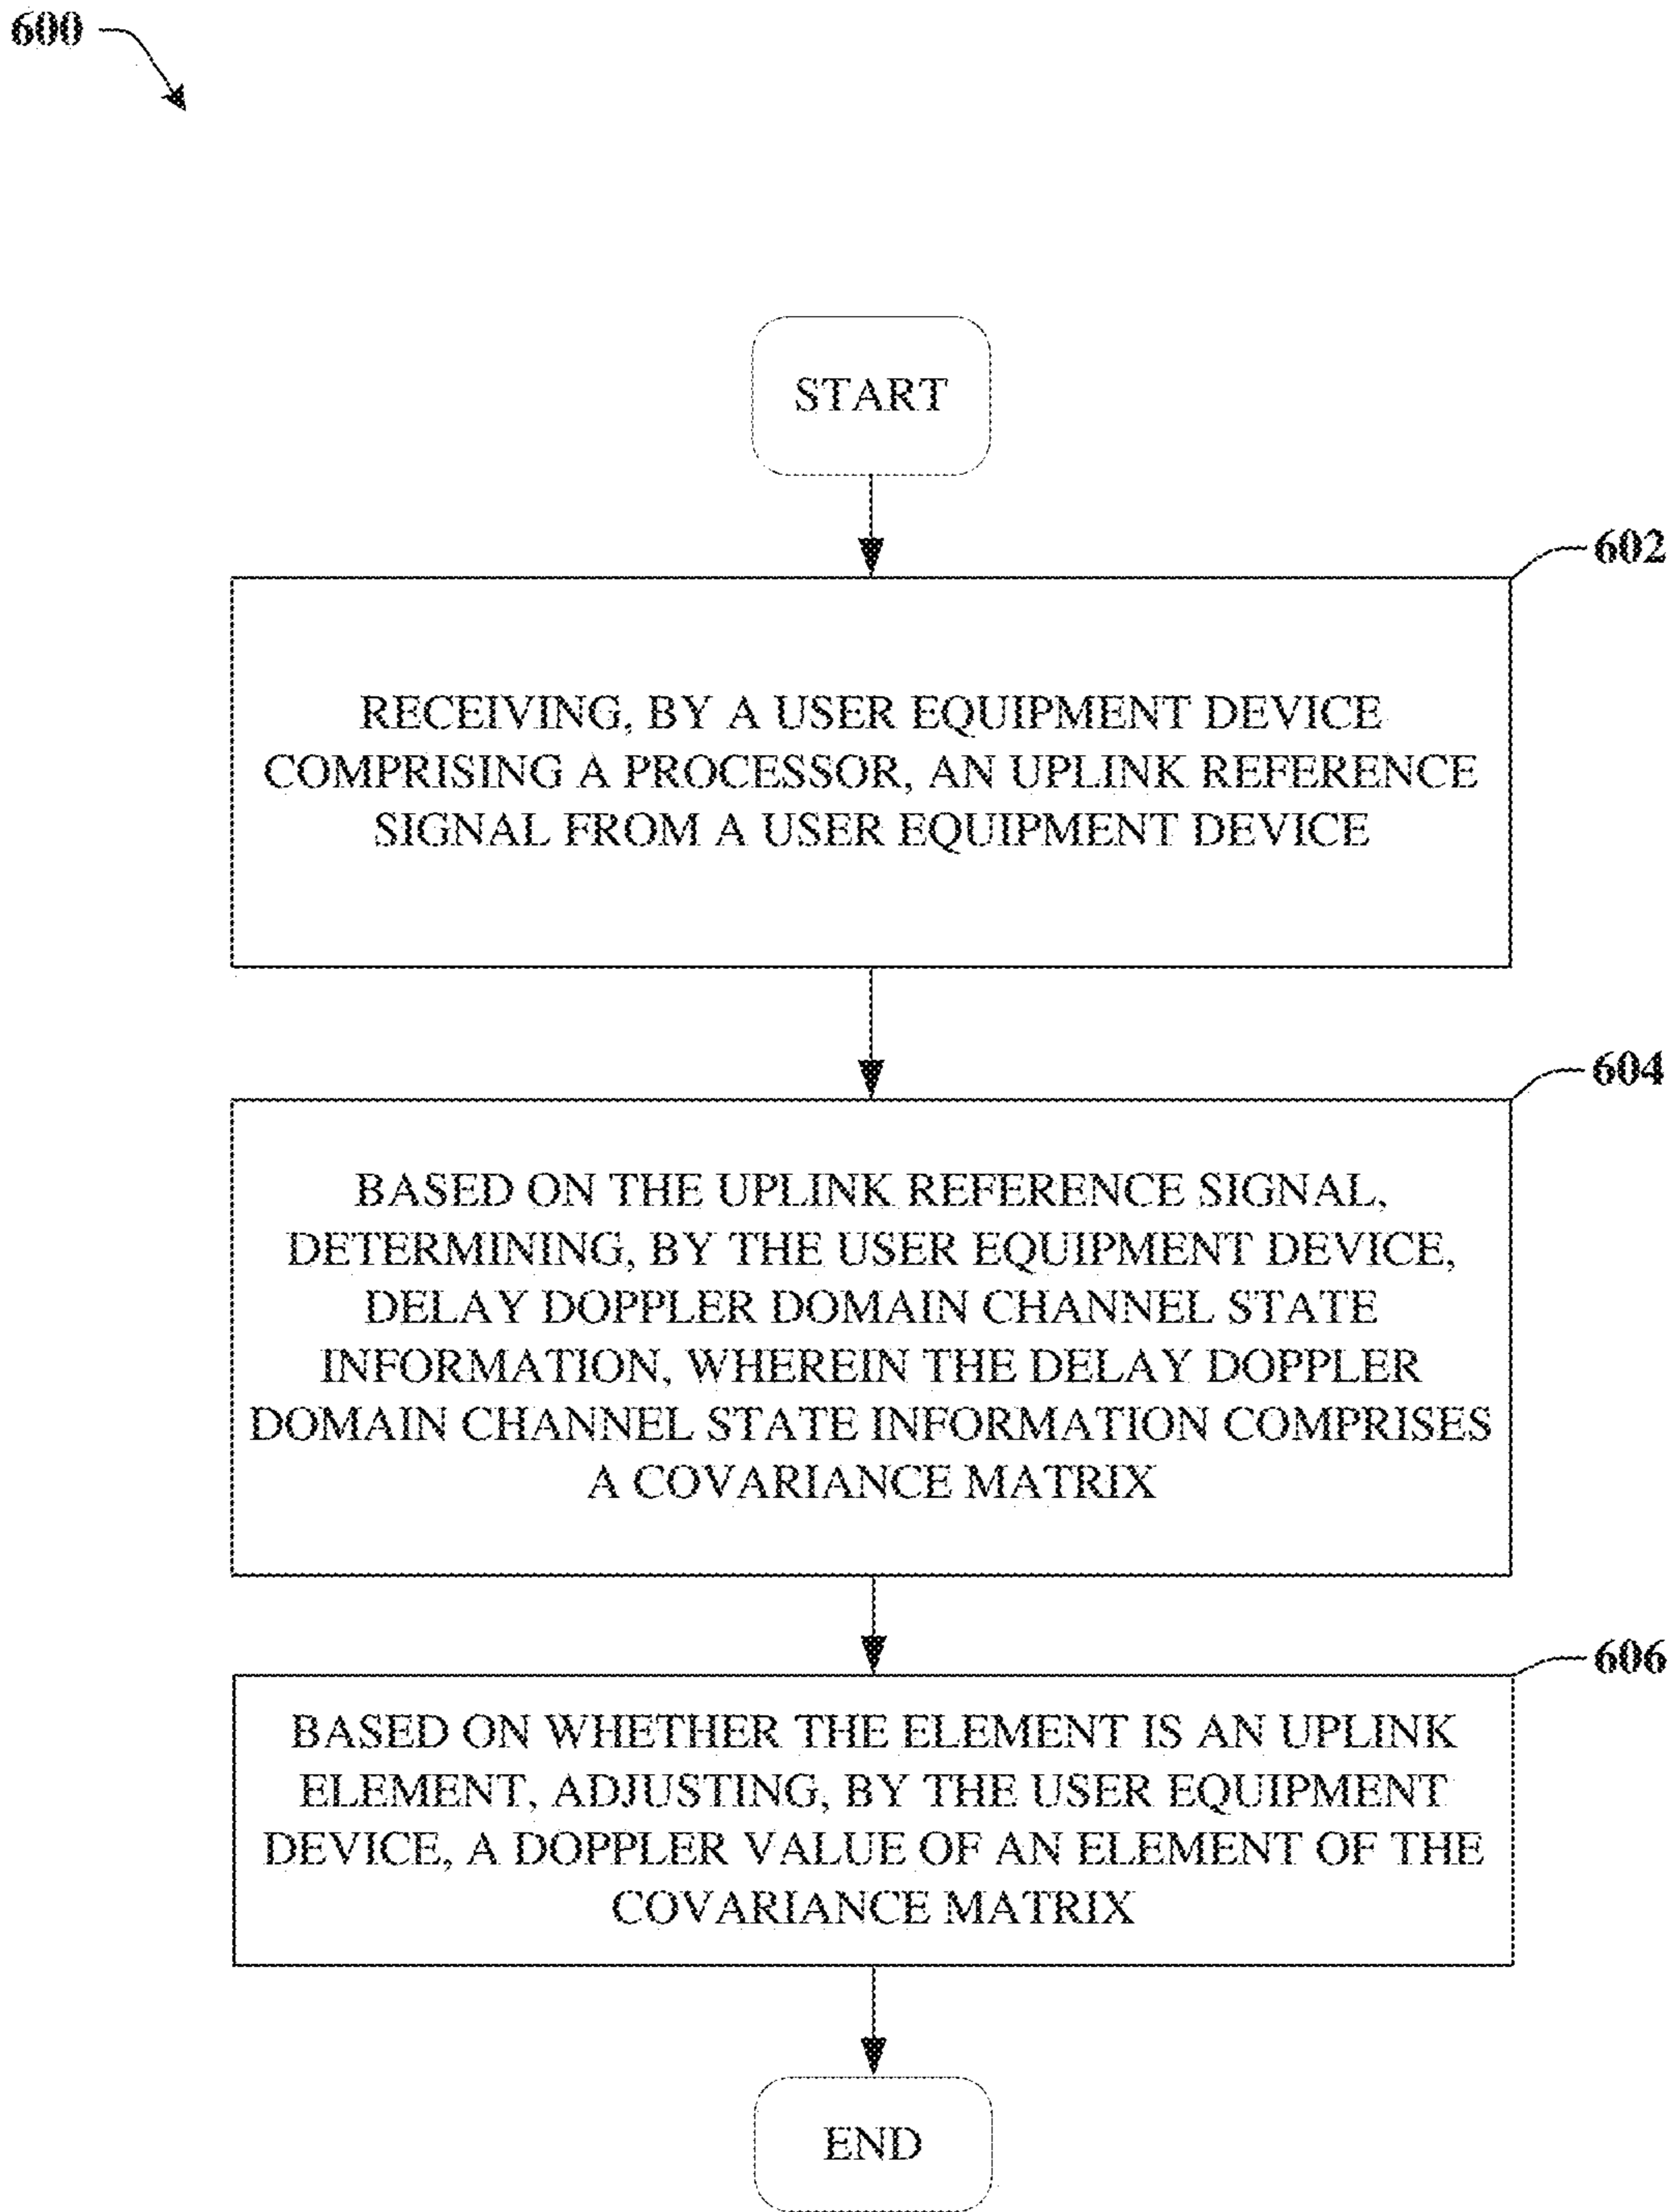 600
START
602
RECEIVING, BY A USER EQUIPMENT DEVICE
COMPRISING A PROCESSOR, AN UPLINK REFERENCE
SIGNAL FROM A USER EQUIPMENT DEVICE
604
BASED ON THE UPLINK REFERENCE SIGNAL,
DETERMINING, BY THE USER EQUIPMENT DEVICE,
DELAY DOPPLER DOMAIN CHANNEL STATE
INFORMATION, WHEREIN THE DELAY DOPPLER
DOMAIN CHANNEL STATE INFORMATION COMPRISES
A COVARIANCE MATRIX
606
BASED ON WHETHER THE ELEMENT IS AN UPLINK
ELEMENT, ADJUSTING, BY THE USER EQUIPMENT
DEVICE, A DOPPLER VALUE OF AN ELEMENT OF THE
COVARIANCE MATRIX
END